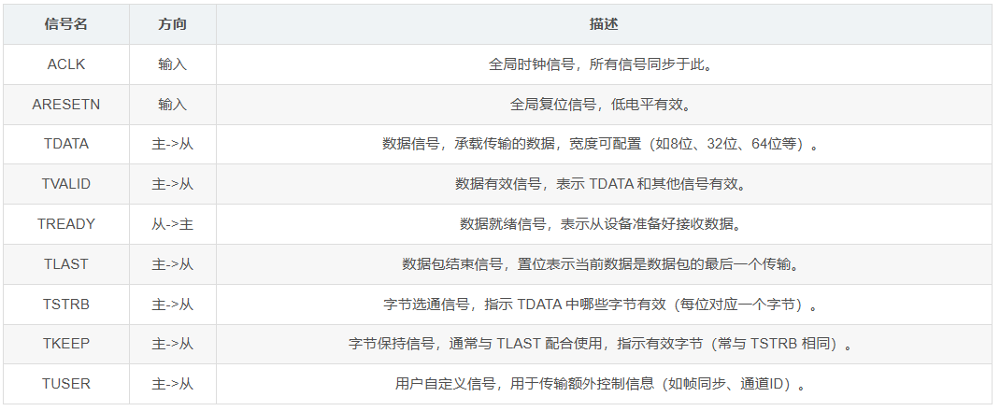 信号名 方向 描述
ACLK 输入 全局时钟信号，所有信号同步于此。
ARESETN 输入 全局复位信号，低电平有效。
TDATA 主->从 数据信号，承载传输的数据，宽度可配置（如8位、32位、64位等）。
TVALID 主->从 数据有效信号，表示 TDATA 和其他信号有效。
TREADY 从->主 数据就绪信号，表示从设备准备好接收数据。
TLAST 主->从 数据包结束信号，置位表示当前数据是数据包的最后一个传输。
TSTRB 主->从 字节选通信号，指示 TDATA 中哪些字节有效（每位对应一个字节）。
TKEEP 主->从 字节保持信号，通常与 TLAST 配合使用，指示有效字节（常与 TSTRB 相同）。
TUSER 主->从 用户自定义信号，用于传输额外控制信息（如帧同步、通道ID）。